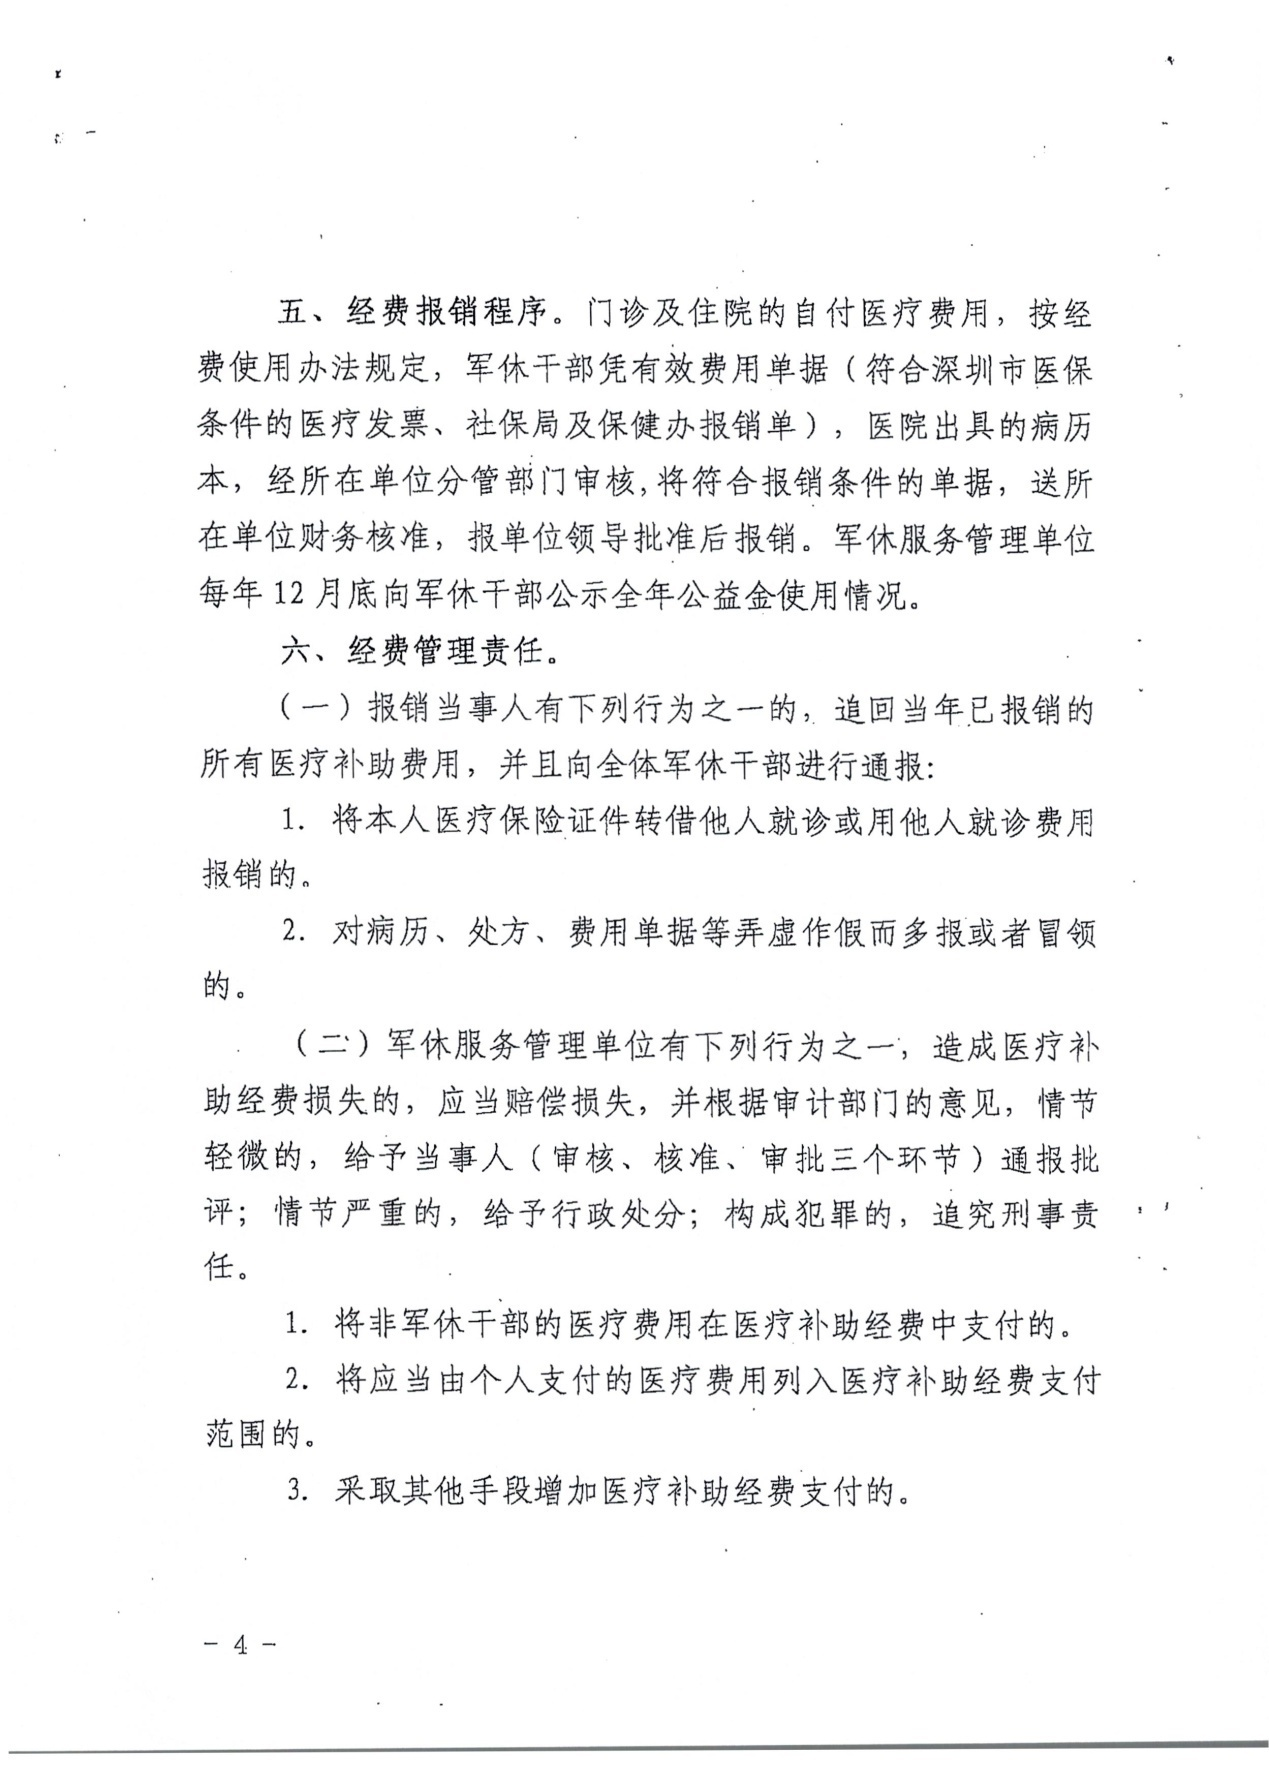 五、经费报销程序。门诊及住院的自付医疗费用，按经
费使用办法规定，军休干部凭有效费用单据（符合深圳市医保
条件的医疗发票、社保局及保健办报销单），医院出具的病历
本，经所在单位分管部门审核,将符合报销条件的单据，送所
在单位财务核准，报单位领导批准后报销。军休服务管理单位
每年12月底向军休干部公示全年公益金使用情况。
六、经费管理责任。
（一）报销当事人有下列行为之一的，追回当年已报销的
所有医疗补助费用，并且向全体军休干部进行通报：
1. 将本人医疗保险证件转借他人就诊或用他人就诊费用
报销的。
2. 对病历、处方、费用单据等弄虚作假而多报或者冒领
的。
（二）军休服务管理单位有下列行为之一，造成医疗补
助经费损失的，应当赔偿损失，并根据审计部门的意见，情节
轻微的，给予当事人（审核、核准、审批三个环节）通报批
评；情节严重的，给予行政处分；构成犯罪的，追究刑事责
任。
1. 将非军休干部的医疗费用在医疗补助经费中支付的。
2. 将应当由个人支付的医疗费用列入医疗补助经费支付
范围的。
3. 采取其他手段增加医疗补助经费支付的。
- 4 -